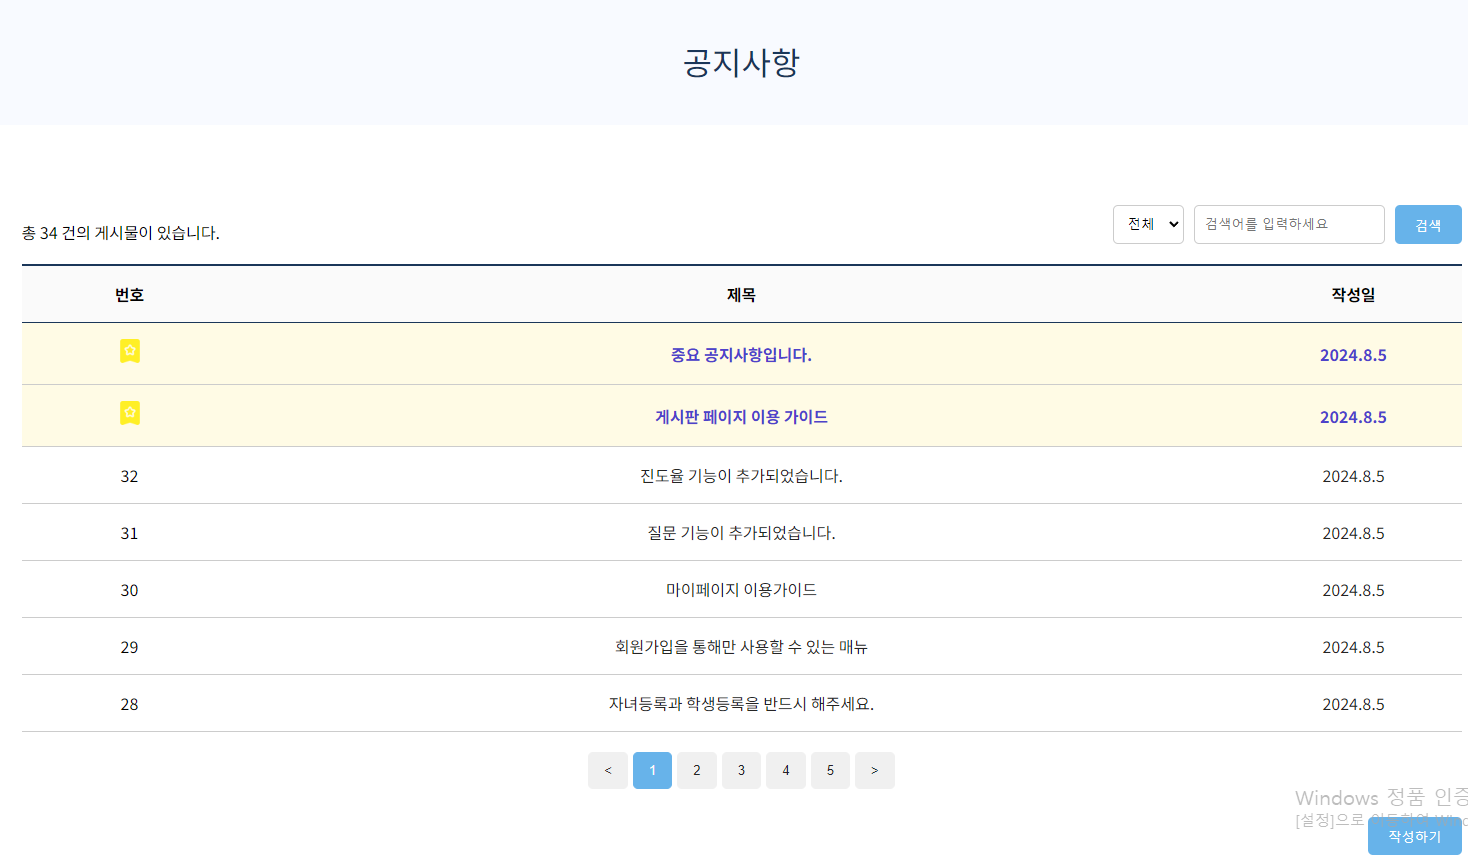 공지사항
총 34 건의 게시물이 있습니다.
전체 검색어를 입력하세요 검색
번호 제목 작성일
중요 공지사항입니다. 2024.8.5
게시판 페이지 이용 가이드 2024.8.5
32 진도율 기능이 추가되었습니다. 2024.8.5
31 질문 기능이 추가되었습니다. 2024.8.5
30 마이페이지 이용가이드 2024.8.5
29 회원가입을 통해만 사용할 수 있는 매뉴 2024.8.5
28 자녀등록과 학생등록을 반드시 해주세요. 2024.8.5
< 1 2 3 4 5 >
Windows 정품 인증
[설정]으로
작성하기